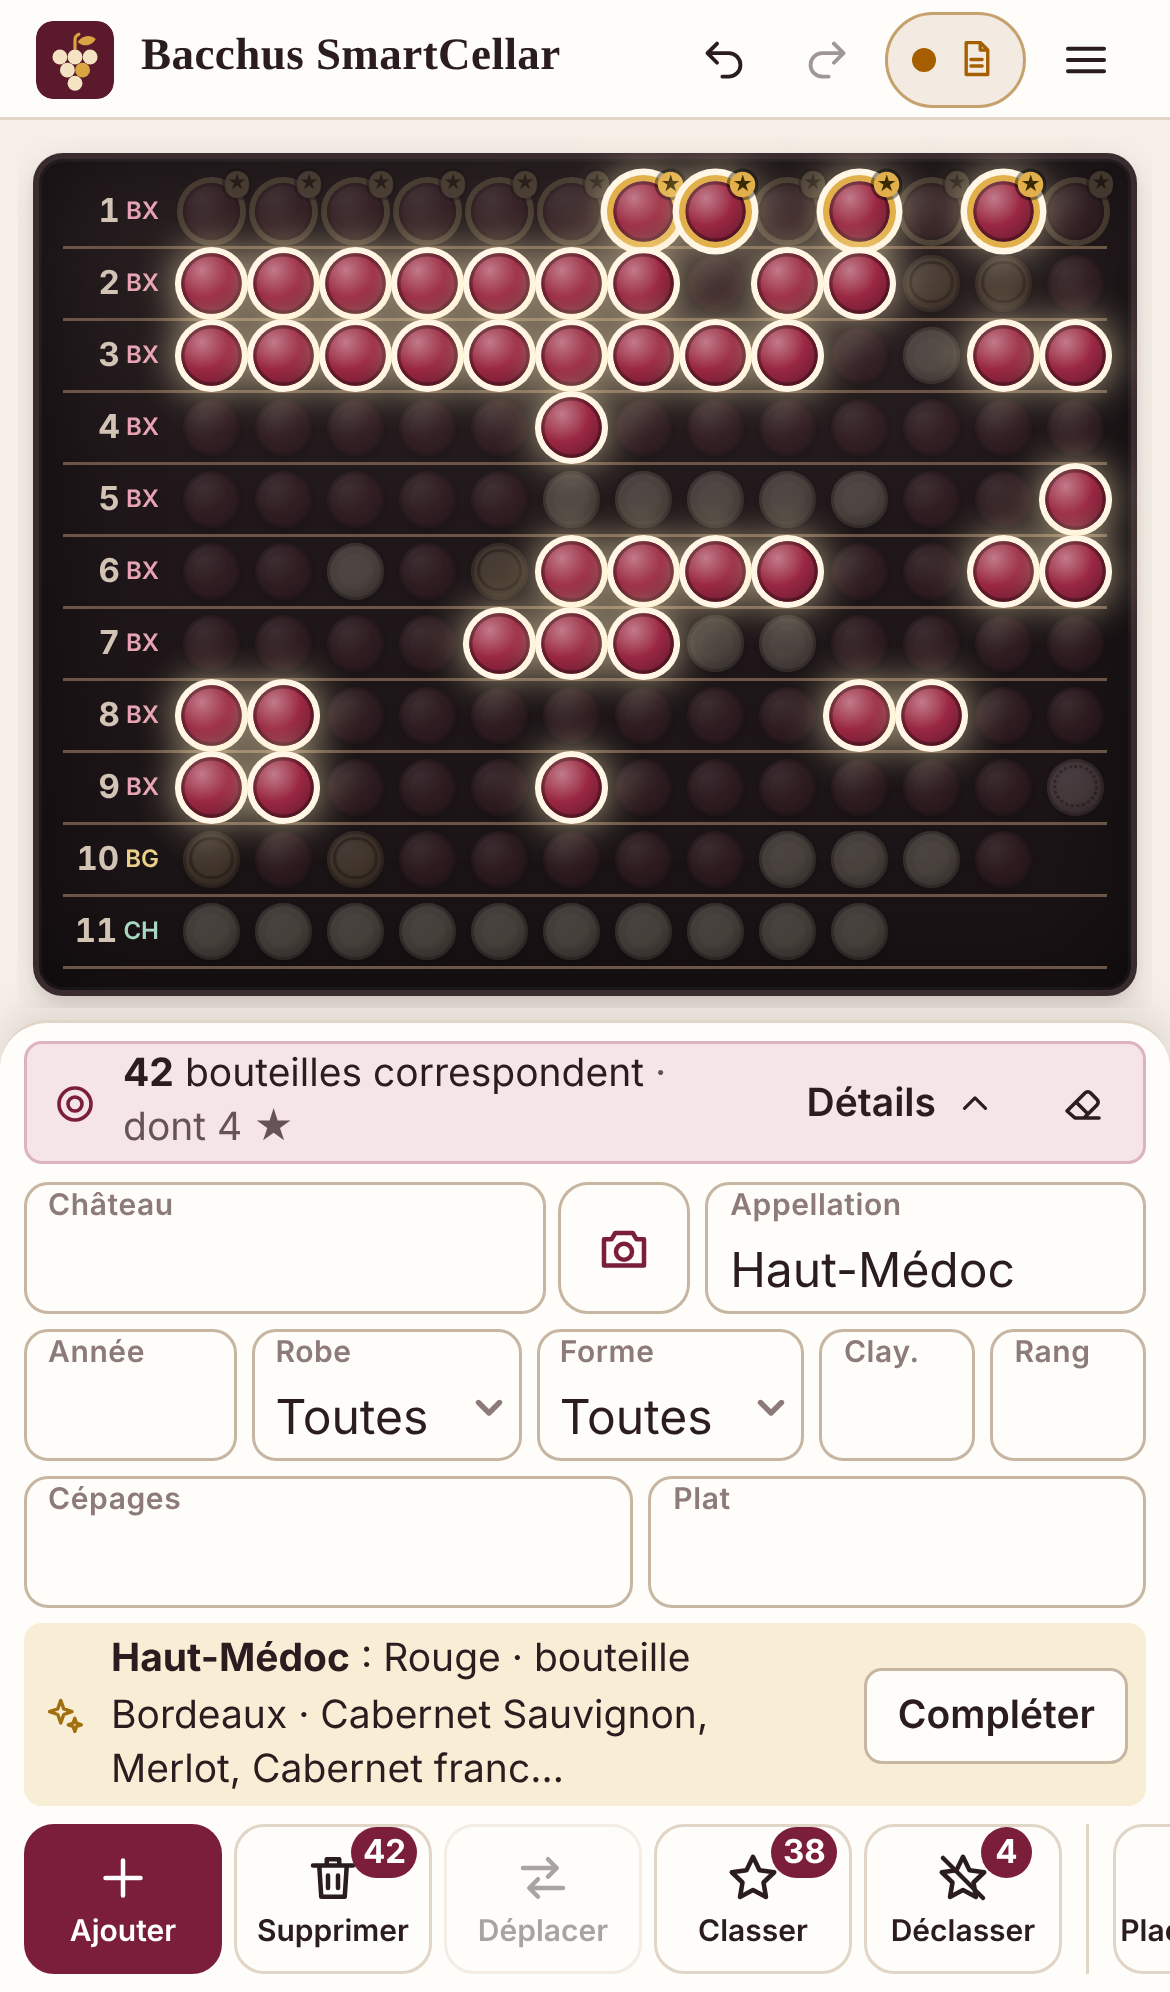 Bacchus SmartCellar
1 BX
2 BX
3 BX
4 BX
5 BX
6 BX
7 BX
8 BX
9 BX
10 BG
11 CH
42 bouteilles correspondent ·
dont 4 ★
Détails
Château
Appellation
Haut-Médoc
Année
Robe
Forme
Clay.
Rang
Toutes
Toutes
Cépages
Plat
Haut-Médoc : Rouge · bouteille
Bordeaux · Cabernet Sauvignon,
Merlot, Cabernet franc…
Compléter
42
38
4
Ajouter
Supprimer
Déplacer
Classer
Déclasser